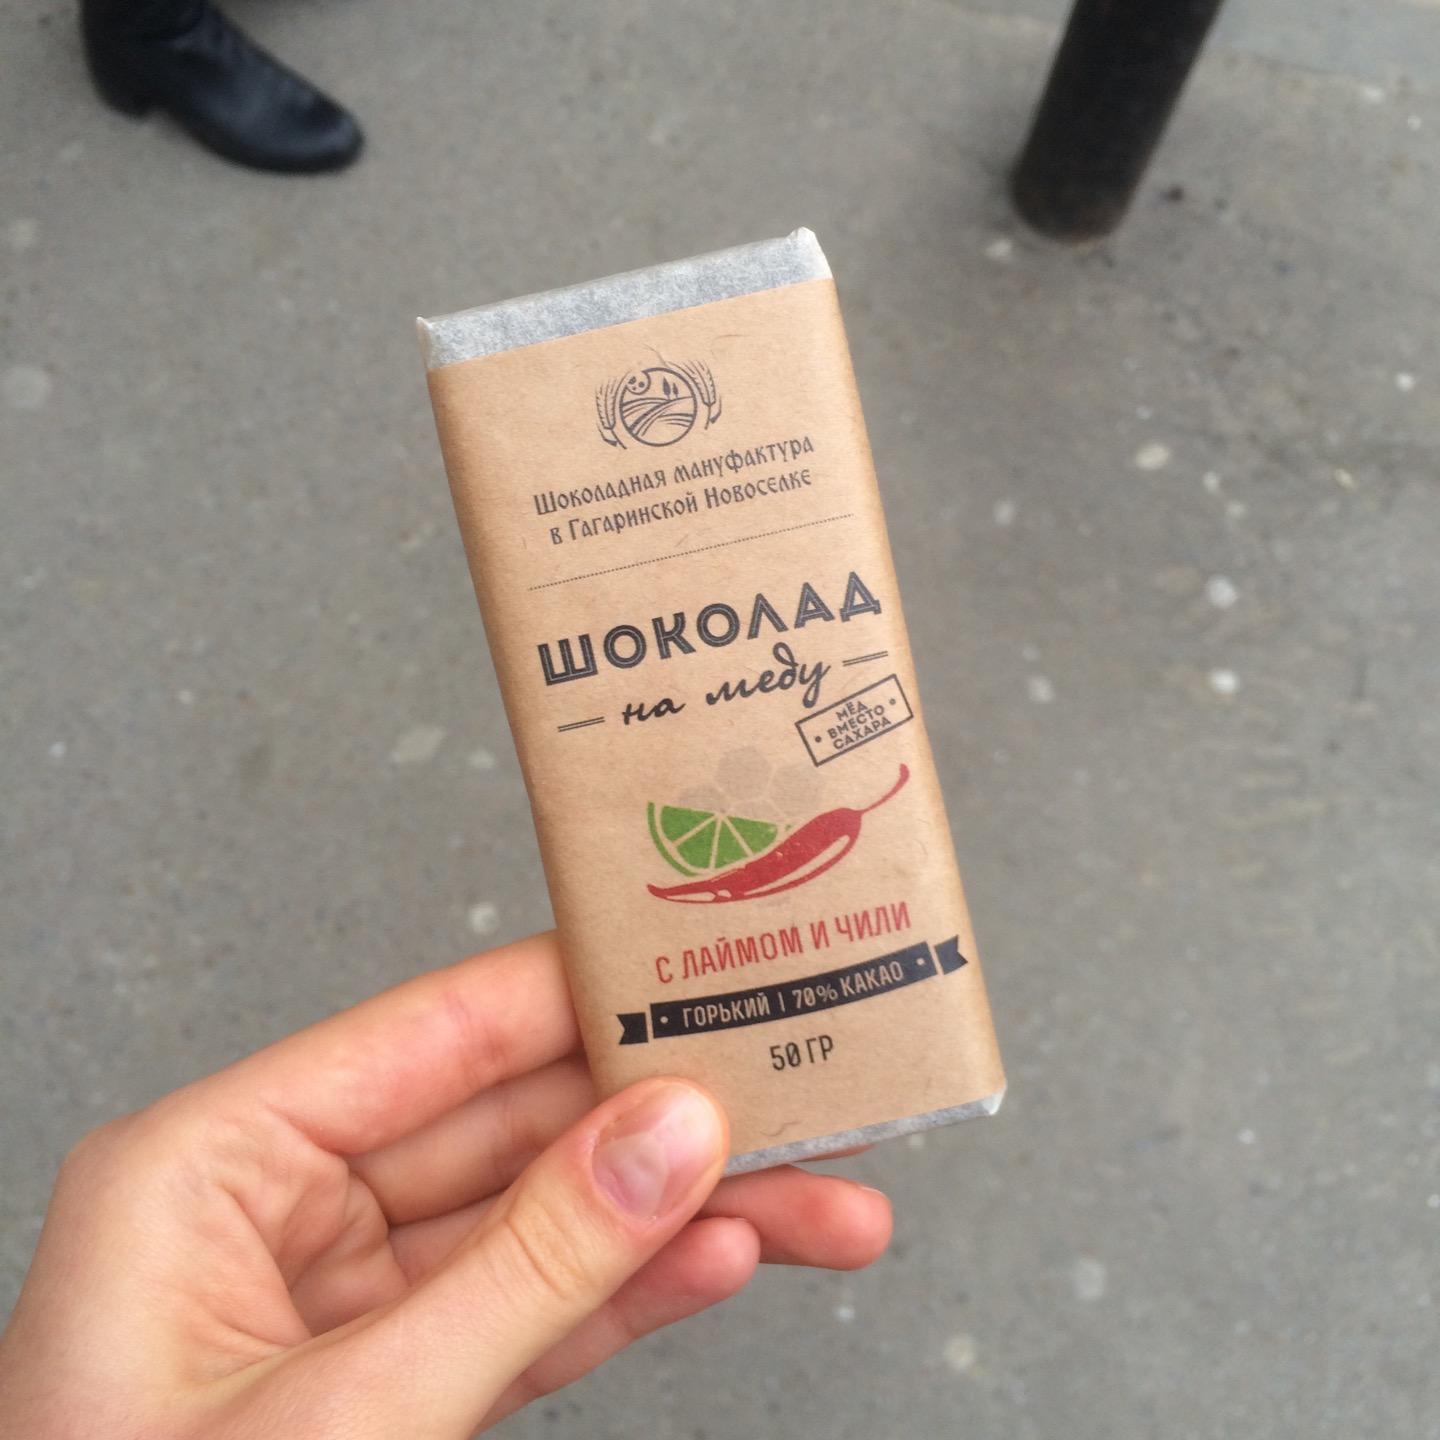 Шоколадная мануфактура
в Гагаринской Новоселке
ШОКОЛАД
на меду
МЁД
ВМЕСТО
САХАРА
С ЛАЙМОМ И ЧИЛИ
ГОРЬКИЙ | 70% КАКАО
50 ГР